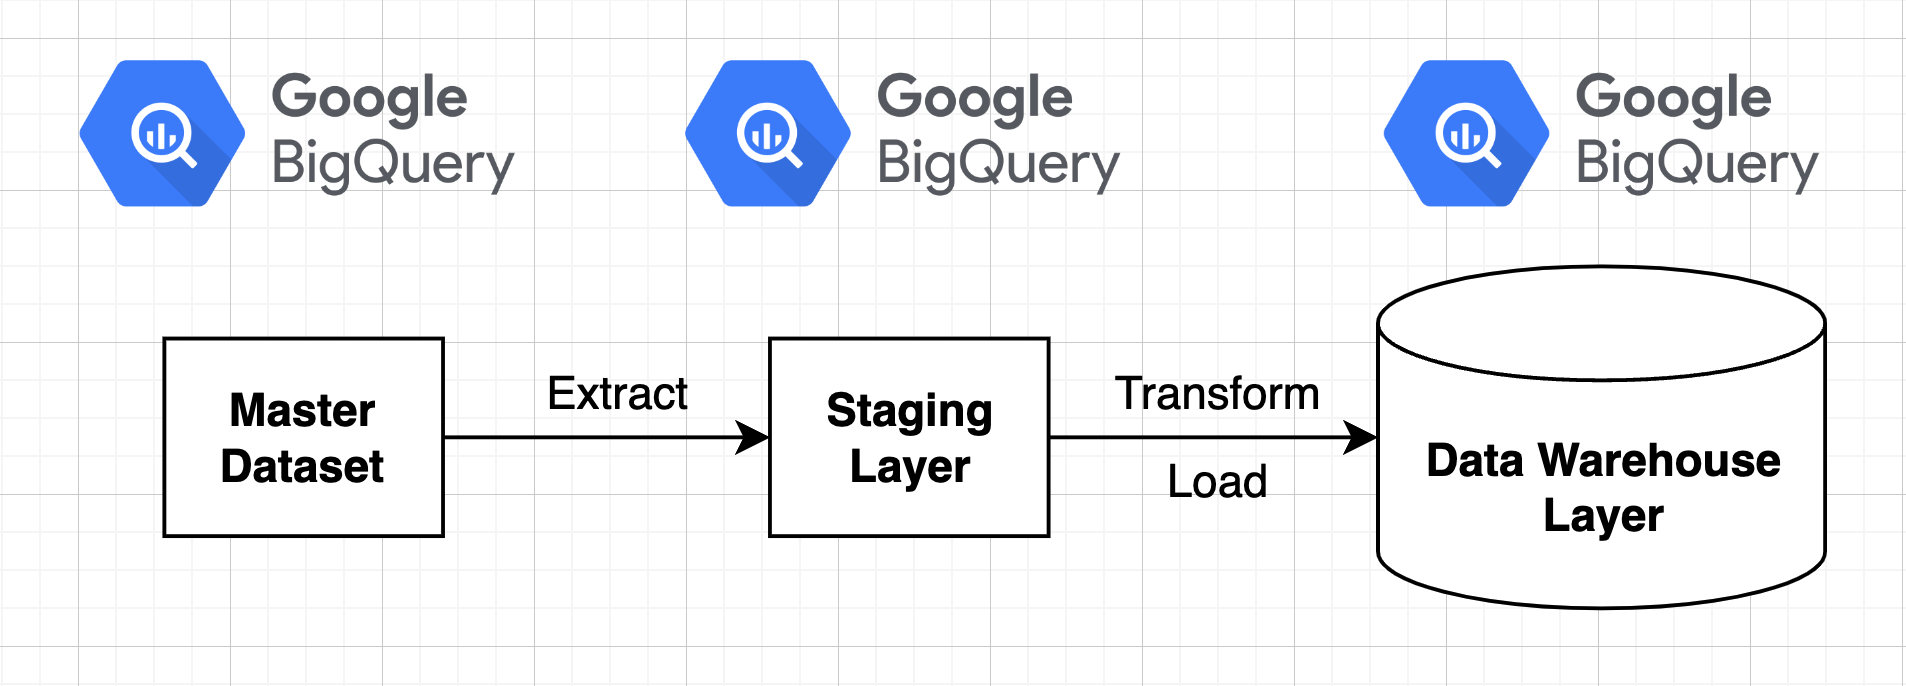 Google
BigQuery
Google
BigQuery
Google
BigQuery
Master
Dataset
Extract
Staging
Layer
Transform
Load
Data Warehouse
Layer